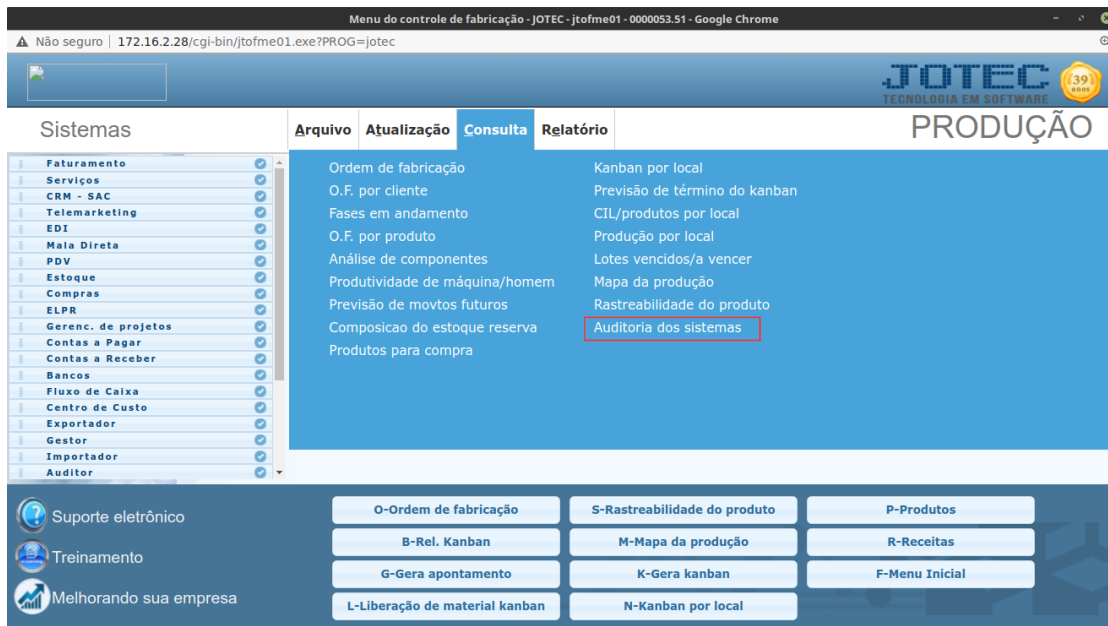 Menu do controle de fabricação - JOTEC - jtofme01 - 0000053.51 - Google Chrome
Não seguro | 172.16.2.28/cgi-bin/jtofme01.exe?PROG=jotec
JOTEC
TECNOLOGIA EM SOFTWARE
39
anos
Sistemas
Arquivo Atualização Consulta Relatório
PRODUÇÃO
Faturamento
Serviços
CRM - SAC
Telemarketing
EDI
Mala Direta
PDV
Estoque
Compras
ELPR
Gerenc. de projetos
Contas a Pagar
Contas a Receber
Bancos
Fluxo de Caixa
Centro de Custo
Exportador
Gestor
Importador
Auditor
Ordem de fabricação
O.F. por cliente
Fases em andamento
O.F. por produto
Análise de componentes
Produtividade de máquina/homem
Previsão de movtos futuros
Composicao do estoque reserva
Produtos para compra
Kanban por local
Previsão de término do kanban
CIL/produtos por local
Produção por local
Lotes vencidos/a vencer
Mapa da produção
Rastreabilidade do produto
Auditoria dos sistemas
Suporte eletrônico
Treinamento
Melhorando sua empresa
O-Ordem de fabricação
S-Rastreabilidade do produto
P-Produtos
B-Rel. Kanban
M-Mapa da produção
R-Receitas
G-Gera apontamento
K-Gera kanban
F-Menu Inicial
L-Liberação de material kanban
N-Kanban por local